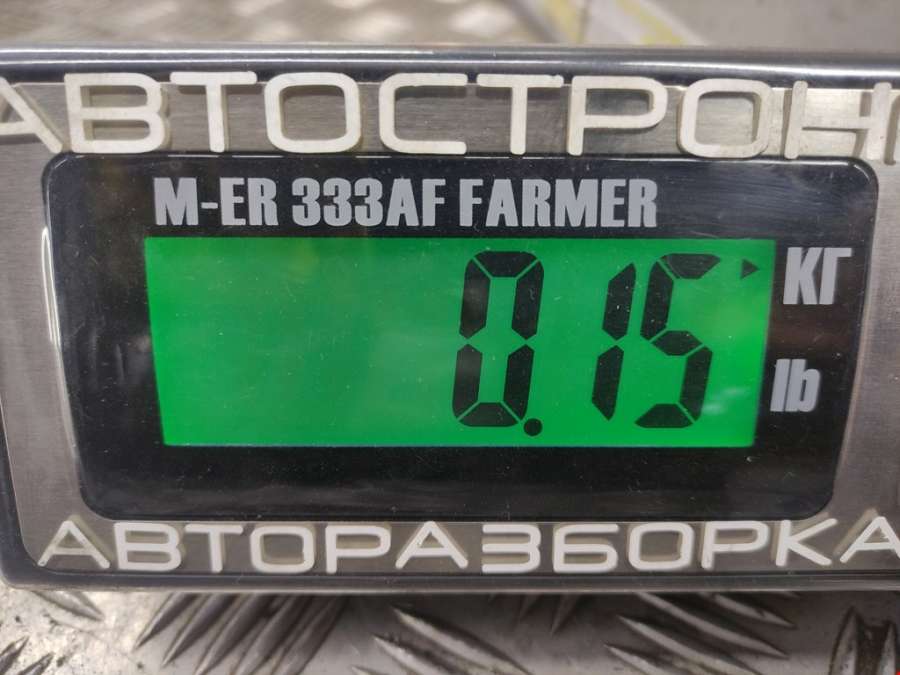 АВТОСТРОН
M-ER 333AF FARMER
0.15 КГ
lb
АВТОРАЗБОРКА